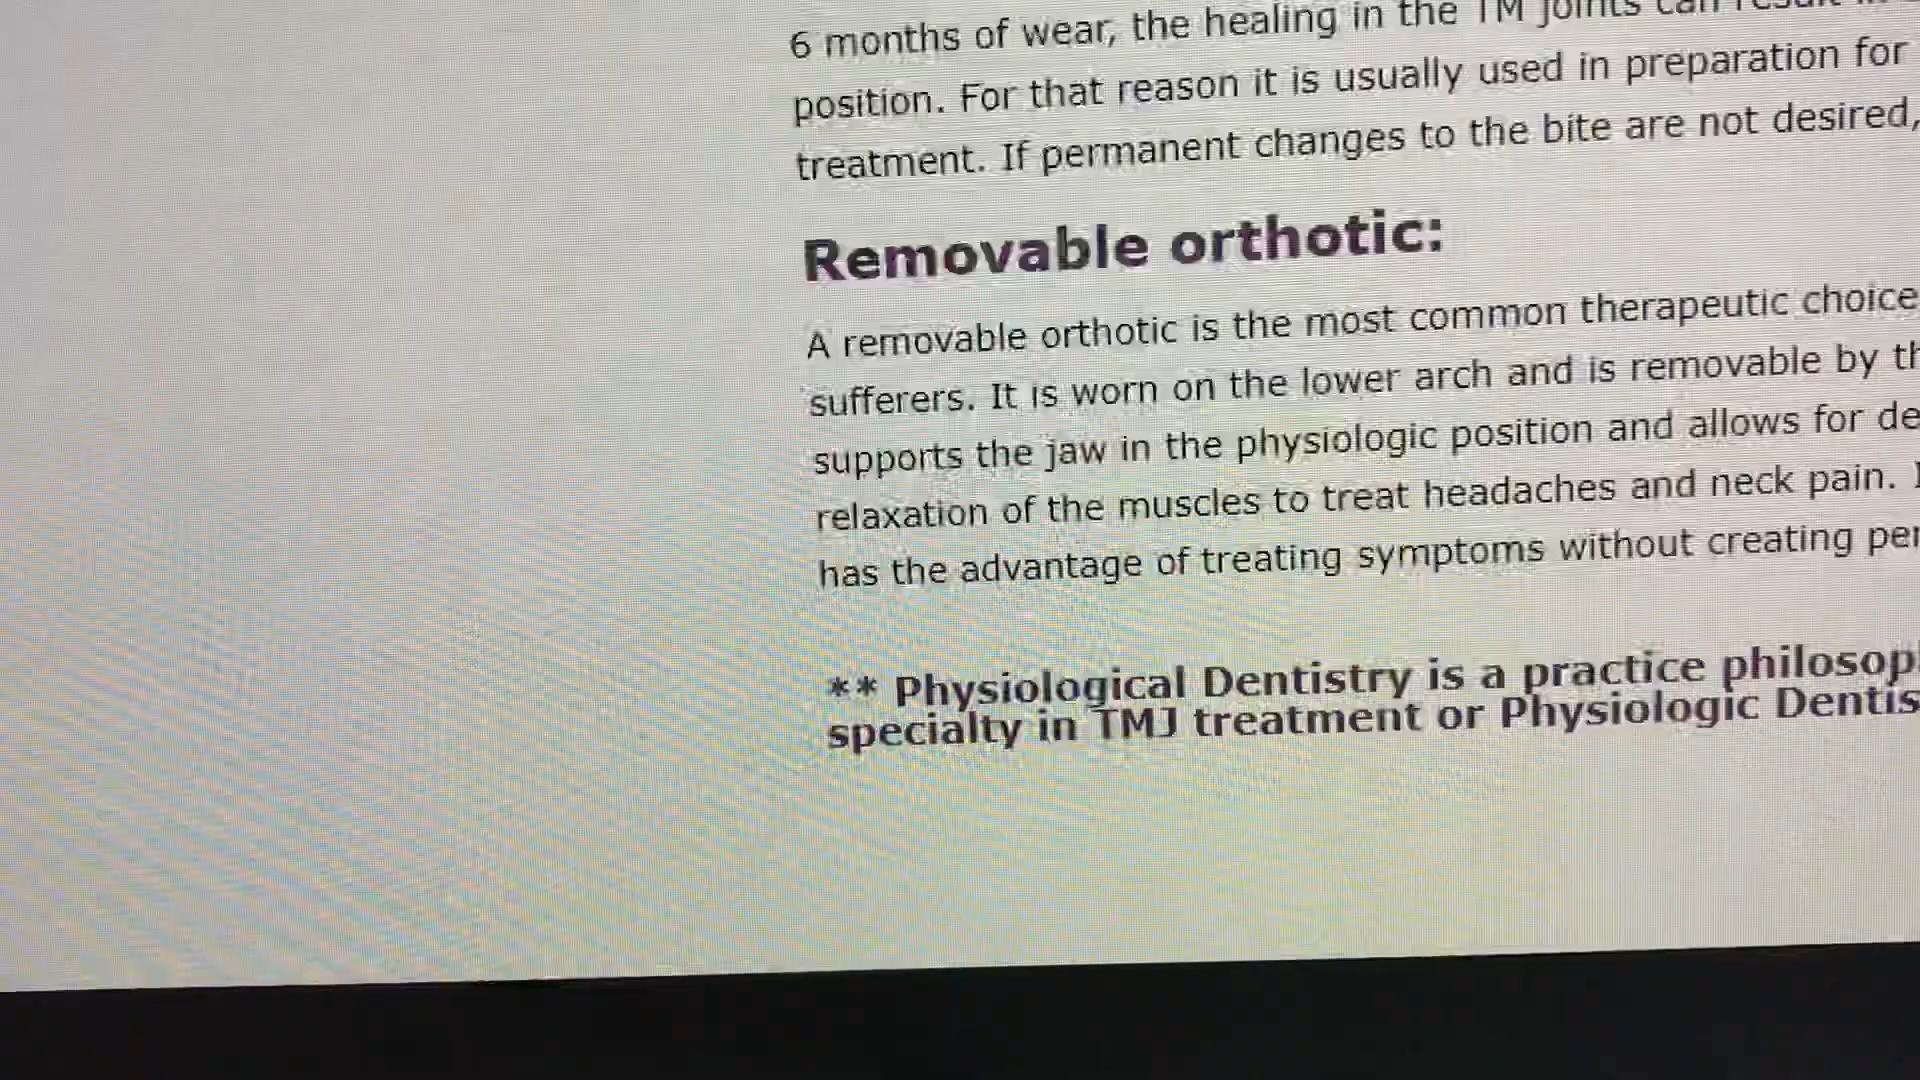 6 months of wear, the healing in the TM joints can result in
position. For that reason it is usually used in preparation for
treatment. If permanent changes to the bite are not desired,
Removable orthotic:
A removable orthotic is the most common therapeutic choice
sufferers. It is worn on the lower arch and is removable by
supports the jaw in the physiologic position and allows for
relaxation of the muscles to treat headaches and neck pain.
has the advantage of treating symptoms without creating
** Physiological Dentistry is a practice
specialty in TMJ treatment or Physiologic